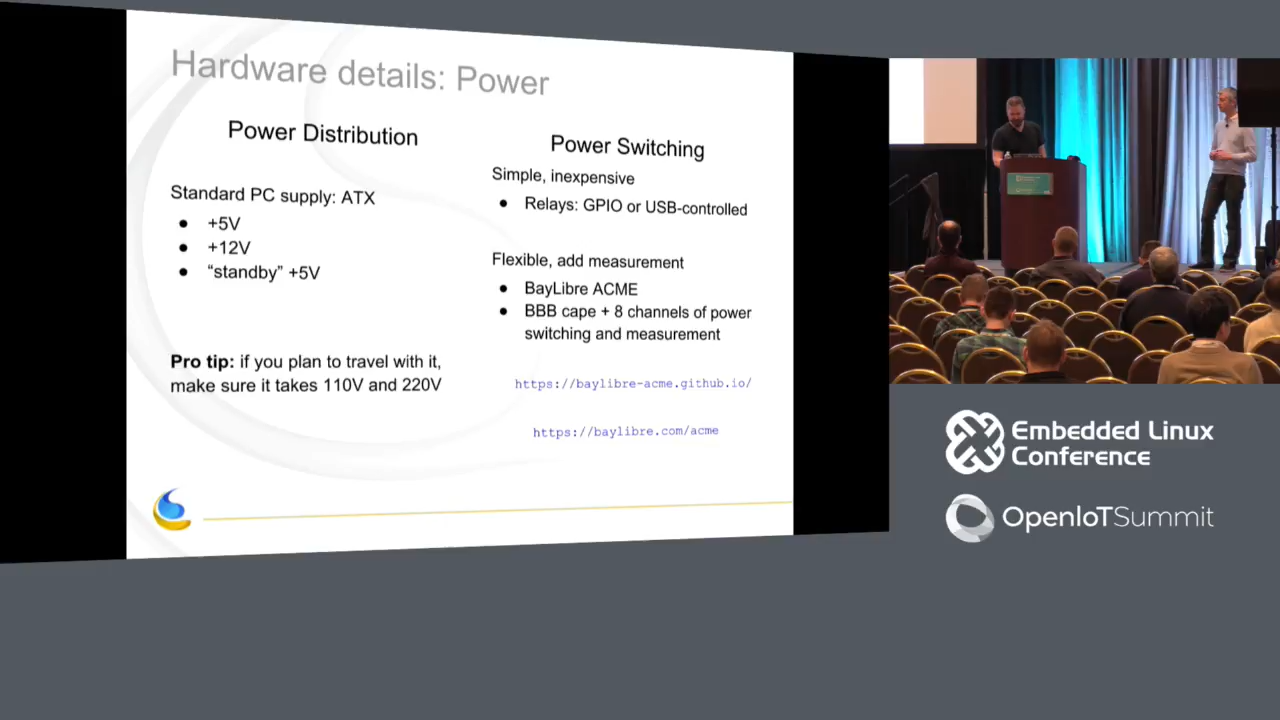 Hardware details: Power
Power Distribution
Standard PC supply: ATX
● +5V
● +12V
● “standby” +5V
Pro tip: if you plan to travel with it,
make sure it takes 110V and 220V
Power Switching
Simple, inexpensive
● Relays: GPIO or USB-controlled
Flexible, add measurement
● BayLibre ACME
● BBB cape + 8 channels of power
switching and measurement
https://baylibre-acme.github.io/
https://baylibre.com/acme
Embedded Linux
Conference
OpenIoTSummit